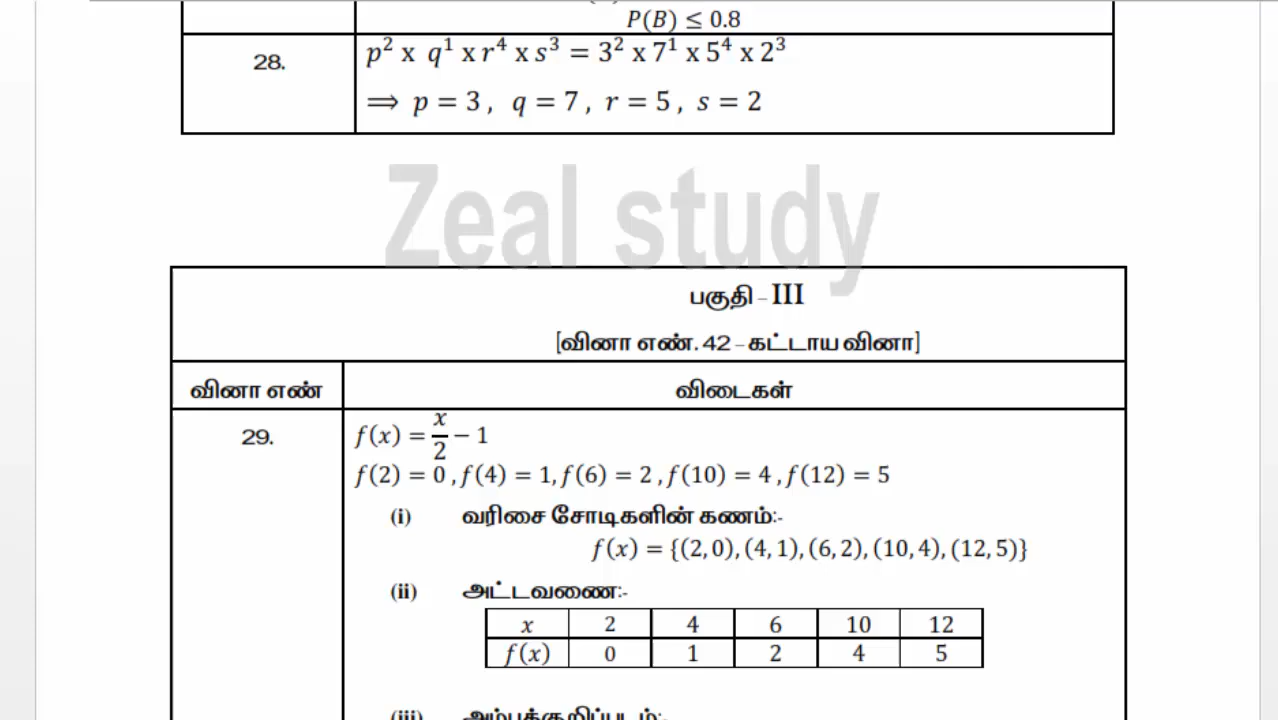 P(B) ≤ 0.8
28.
p² x q¹ x r⁴ x s³ = 3² x 7¹ x 5⁴ x 2³
⟹ p = 3 , q = 7 , r = 5 , s = 2
Zeal study
பகுதி – III
[வினா எண். 42 – கட்டாய வினா]
வினா எண் விடைகள்
29.
f(x) = x/2 − 1
f(2) = 0 , f(4) = 1, f(6) = 2 , f(10) = 4 , f(12) = 5
(i) வரிசை சோடிகளின் கணம்:-
f(x) = {(2, 0), (4, 1), (6, 2), (10, 4), (12, 5)}
(ii) அட்டவணை:-
x 2 4 6 10 12
f(x) 0 1 2 4 5
(iii) அம்புக்குறிப்படம்:-